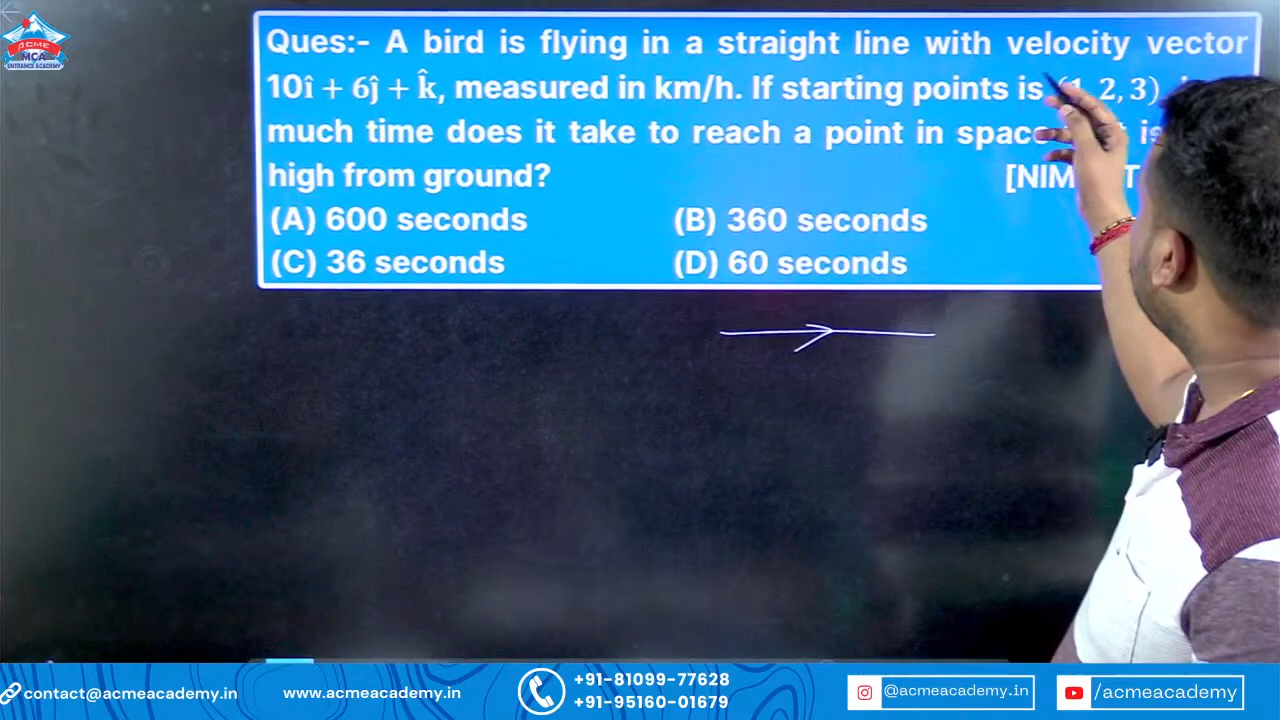 ACME
MCA
ENTRANCE ACADEMY
Ques:- A bird is flying in a straight line with velocity vector
10î + 6ĵ + k̂, measured in km/h. If starting points is (1, 2, 3)
much time does it take to reach a point in space
high from ground?
(A) 600 seconds
(B) 360 seconds
(C) 36 seconds
(D) 60 seconds
contact@acmeacademy.in
www.acmeacademy.in
+91-81099-77628
+91-95160-01679
@acmeacademy.in
/acmeacademy